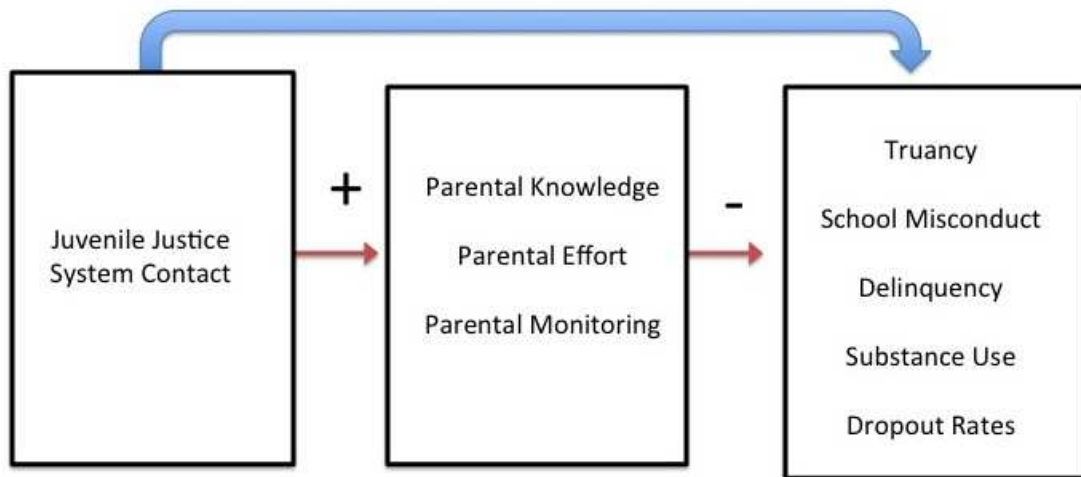 Juvenile Justice
System Contact
+
Parental Knowledge
Parental Effort
Parental Monitoring
-
Truancy
School Misconduct
Delinquency
Substance Use
Dropout Rates